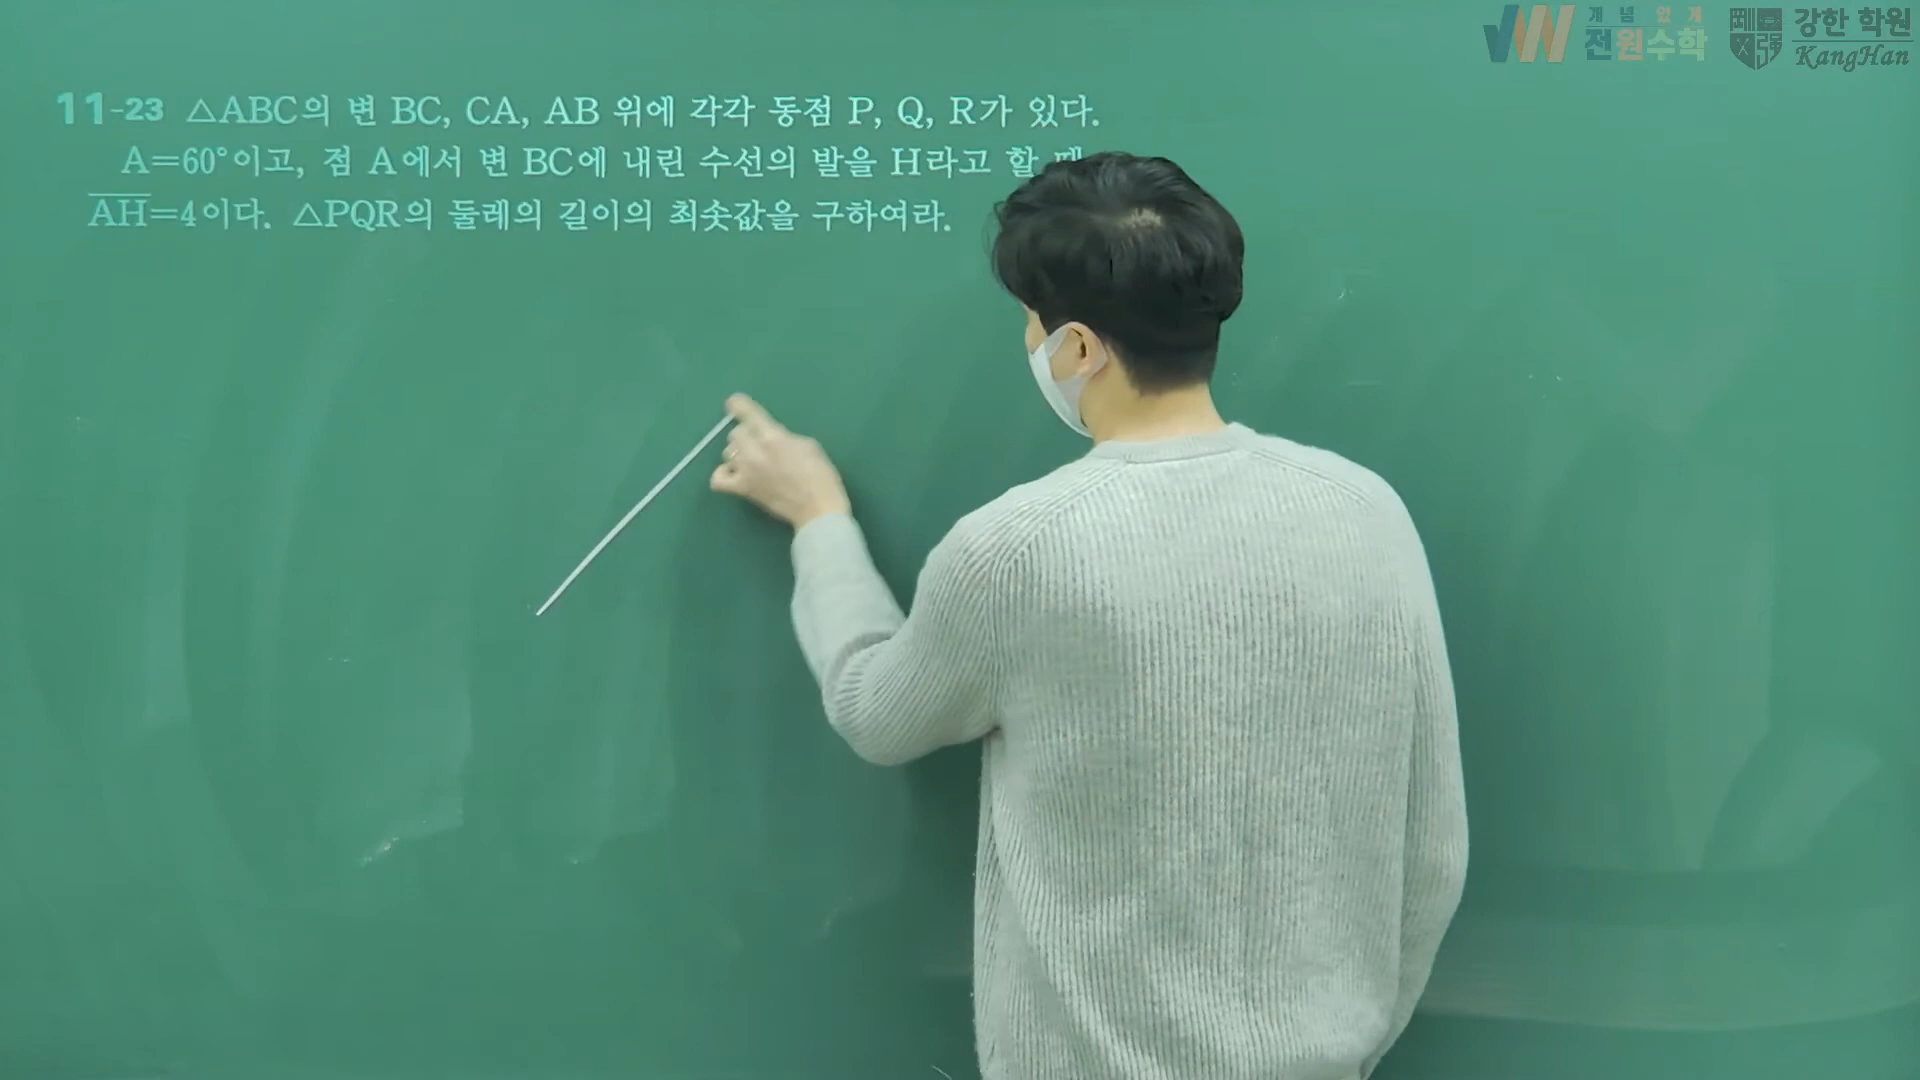 개념있게
전원수학
강한 학원
KangHan
11-23 △ABC의 변 BC, CA, AB 위에 각각 동점 P, Q, R가 있다.
A=60°이고, 점 A에서 변 BC에 내린 수선의 발을 H라고 할 때
AH=4이다. △PQR의 둘레의 길이의 최솟값을 구하여라.